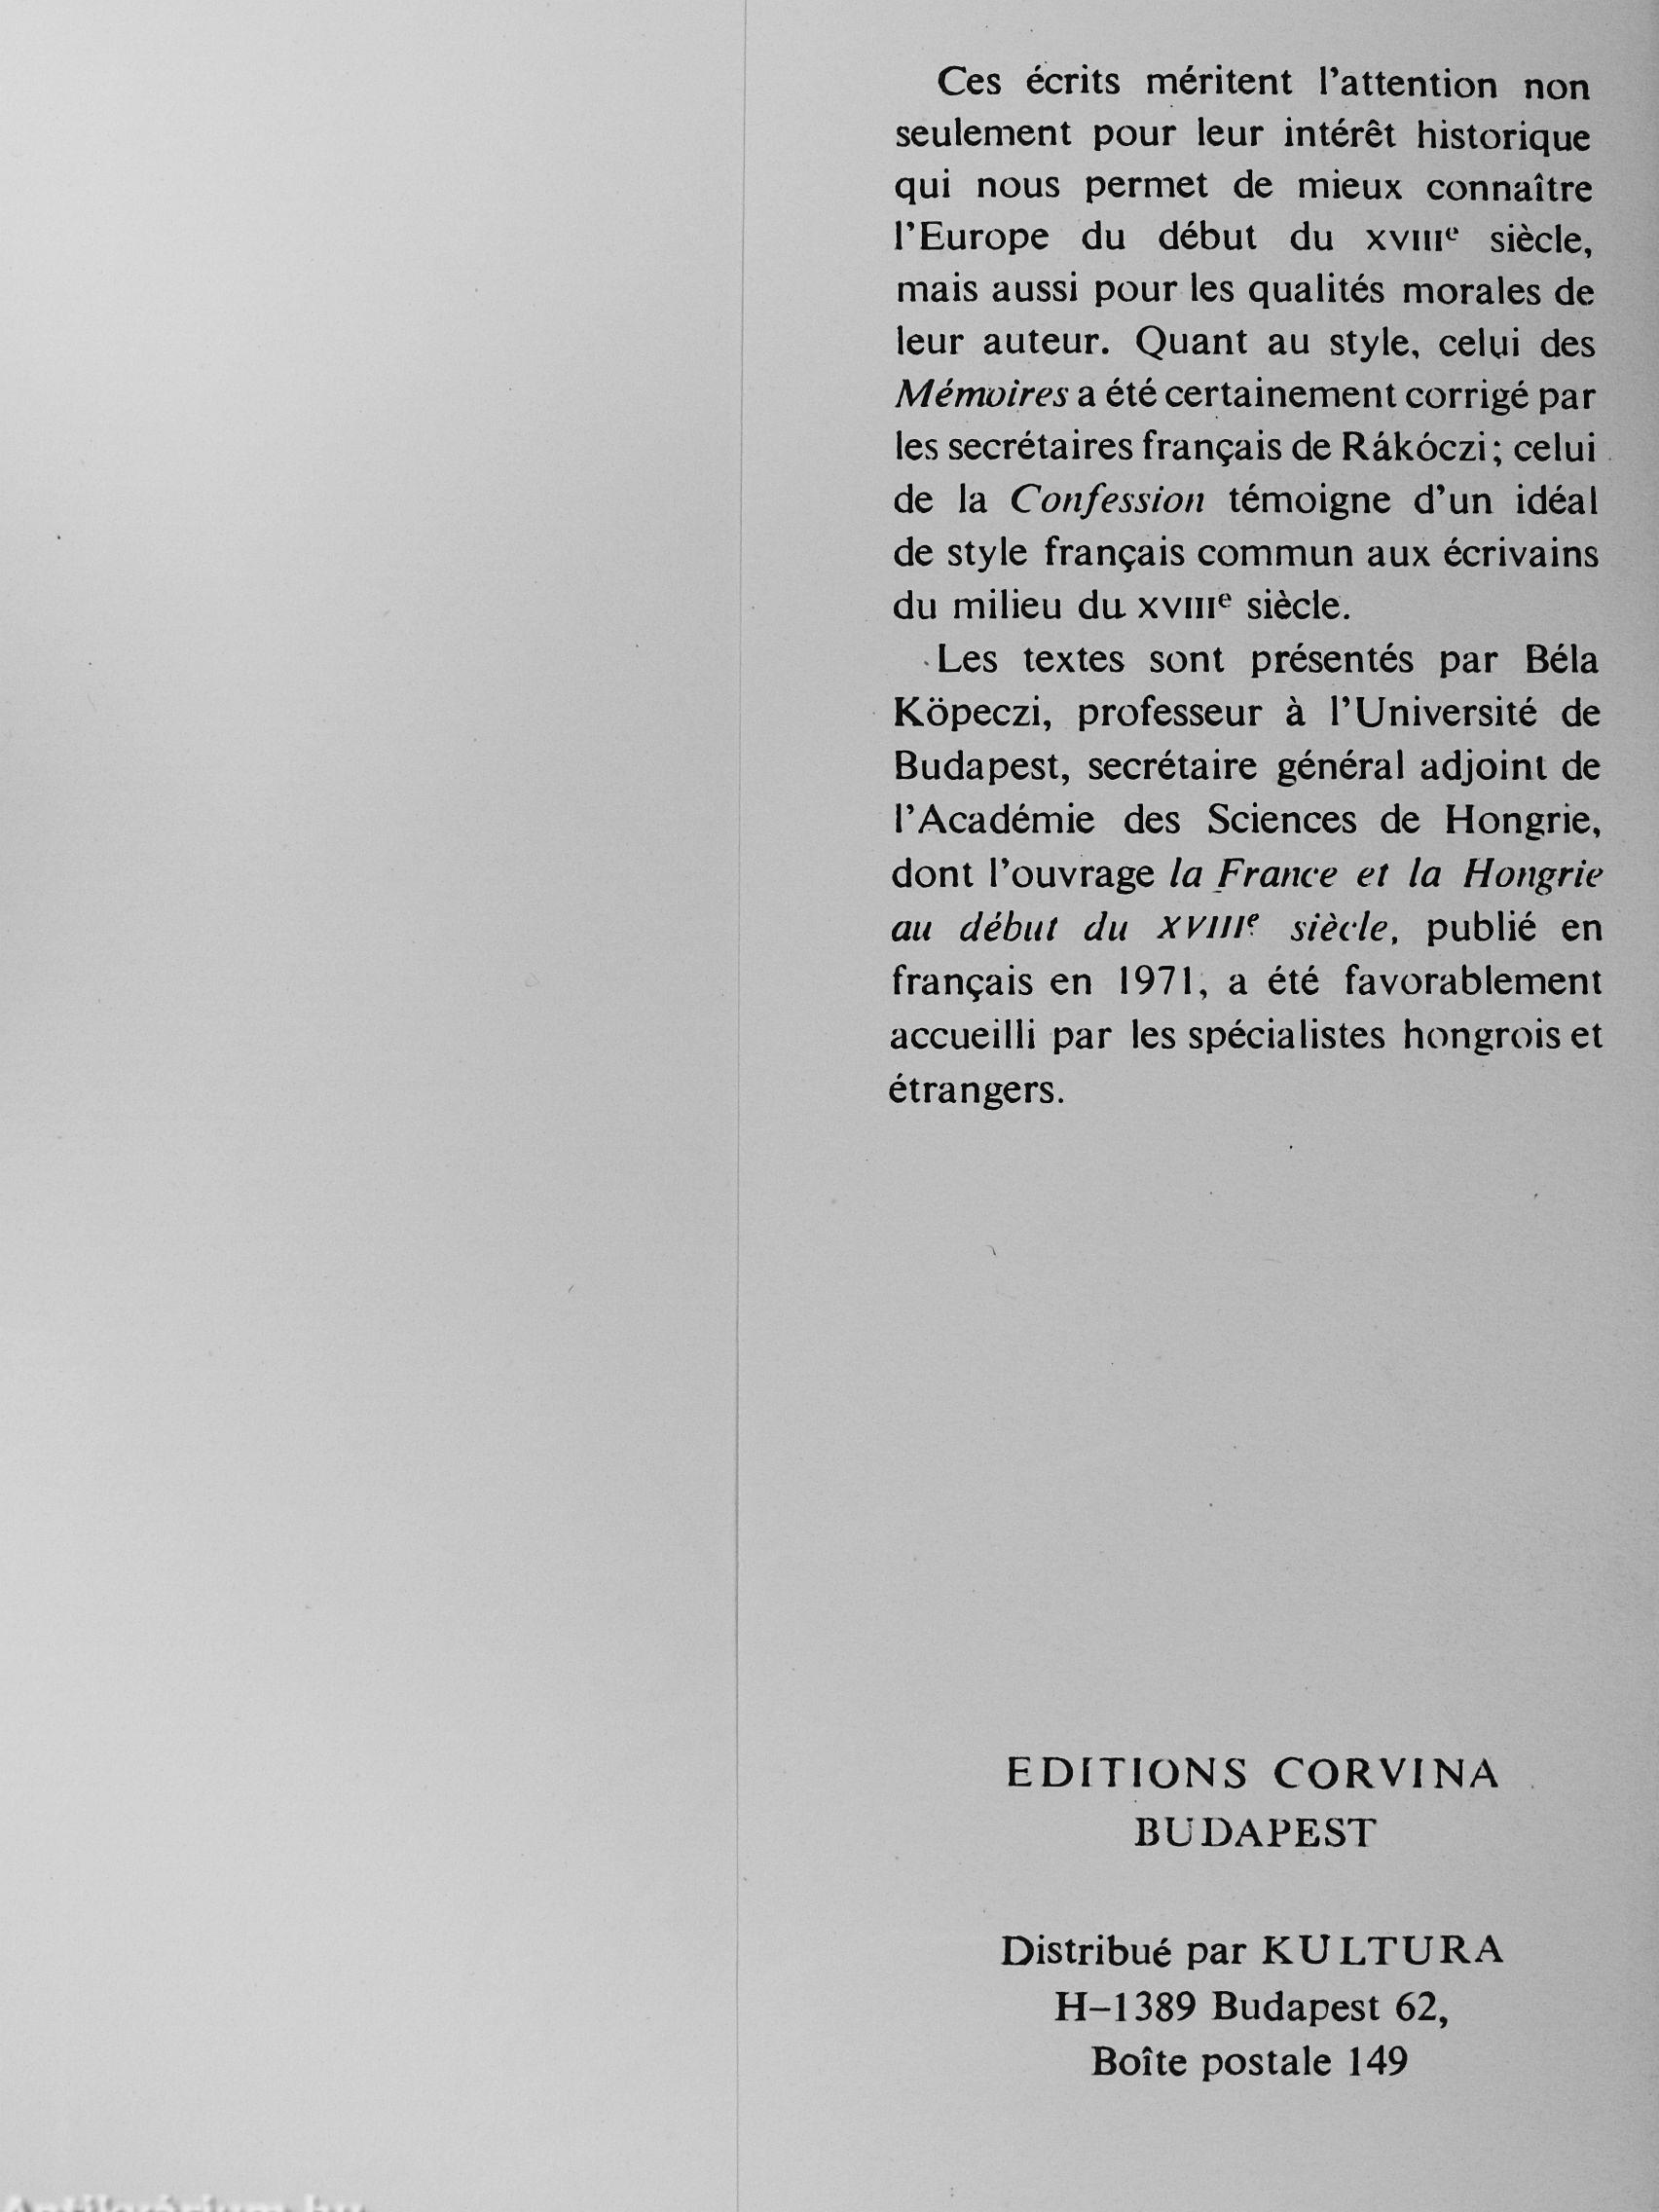 Ces écrits méritent l'attention non
seulement pour leur intérêt historique
qui nous permet de mieux connaître
l'Europe du début du XVIIIe siècle,
mais aussi pour les qualités morales de
leur auteur. Quant au style, celui des
Mémoires a été certainement corrigé par
les secrétaires français de Rákóczi; celui
de la Confession témoigne d'un idéal
de style français commun aux écrivains
du milieu du XVIIIe siècle.
Les textes sont présentés par Béla
Köpeczi, professeur à l'Université de
Budapest, secrétaire général adjoint de
l'Académie des Sciences de Hongrie,
dont l'ouvrage la France et la Hongrie
au début du XVIIIe siècle, publié en
français en 1971, a été favorablement
accueilli par les spécialistes hongrois et
étrangers.
EDITIONS CORVINA
BUDAPEST
Distribué par KULTURA
H–1389 Budapest 62,
Boîte postale 149